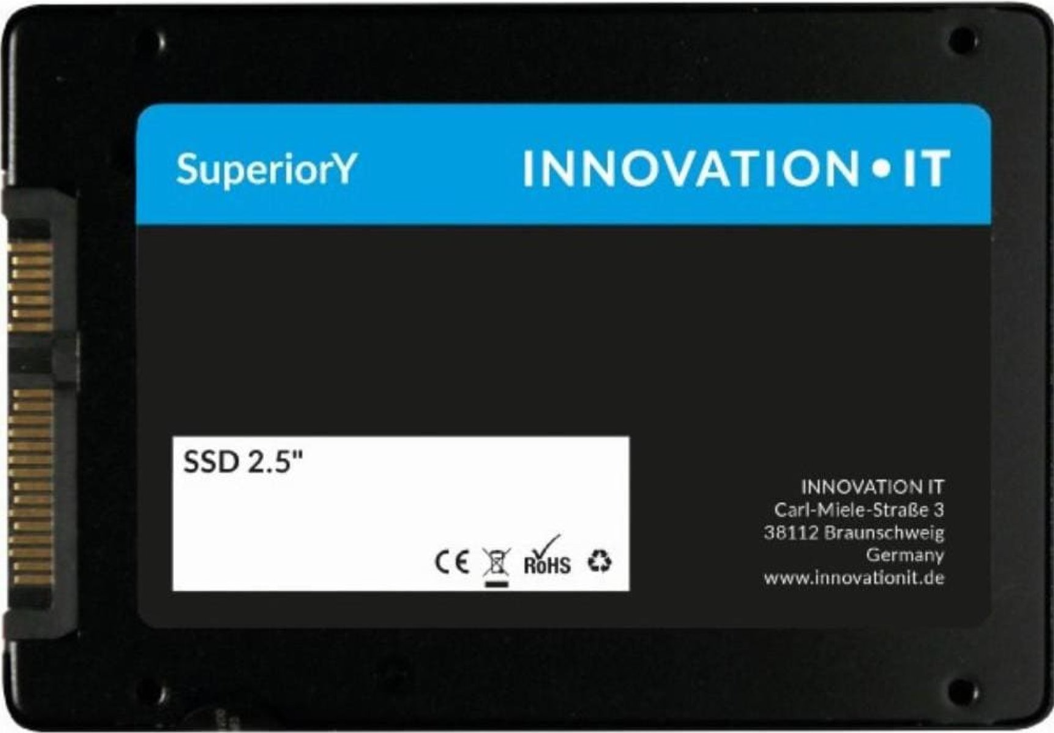 SuperiorY
INNOVATION • IT
SSD 2.5"
CE
RoHS
INNOVATION IT
Carl-Miele-Straße 3
38112 Braunschweig
Germany
www.innovationit.de